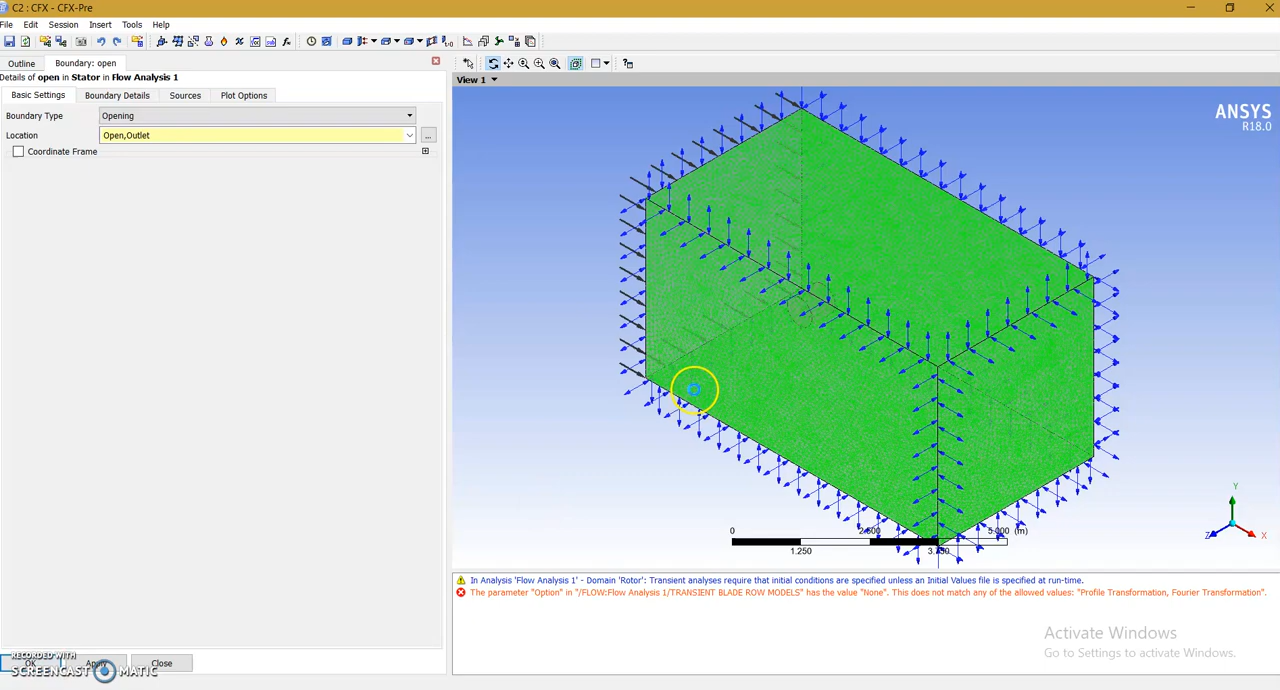 C2 : CFX - CFX-Pre
File Edit Session Insert Tools Help
Outline Boundary: open
Details of open in Stator in Flow Analysis 1
Basic Settings Boundary Details Sources Plot Options
Boundary Type Opening
Location Open,Outlet
...
Coordinate Frame
View 1
ANSYS
R18.0
0 2.500 5.000 (m)
1.250 3.750
Y
Z X
In Analysis 'Flow Analysis 1' - Domain 'Rotor': Transient analyses require that initial conditions are specified unless an Initial Values file is specified at run-time.
The parameter "Option" in "/FLOW:Flow Analysis 1/TRANSIENT BLADE ROW MODELS" has the value "None". This does not match any of the allowed values: "Profile Transformation, Fourier Transformation".
Activate Windows
Go to Settings to activate Windows.
OK Apply Close
RECORDED WITH
SCREENCAST MATIC